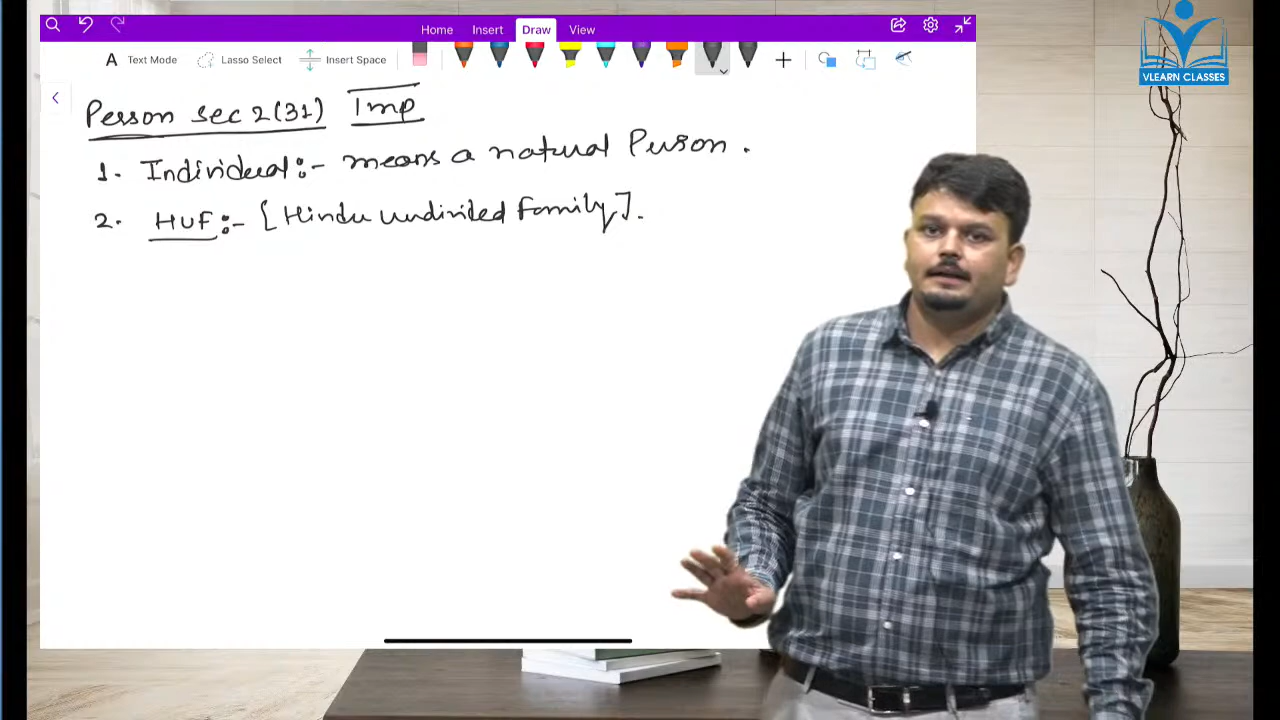 Home Insert Draw View
VLEARN CLASSES
A Text Mode Lasso Select Insert Space
Person sec 2(31) Imp
1. Individual:- means a natural Person.
2. HUF:- [Hindu undivided Family].